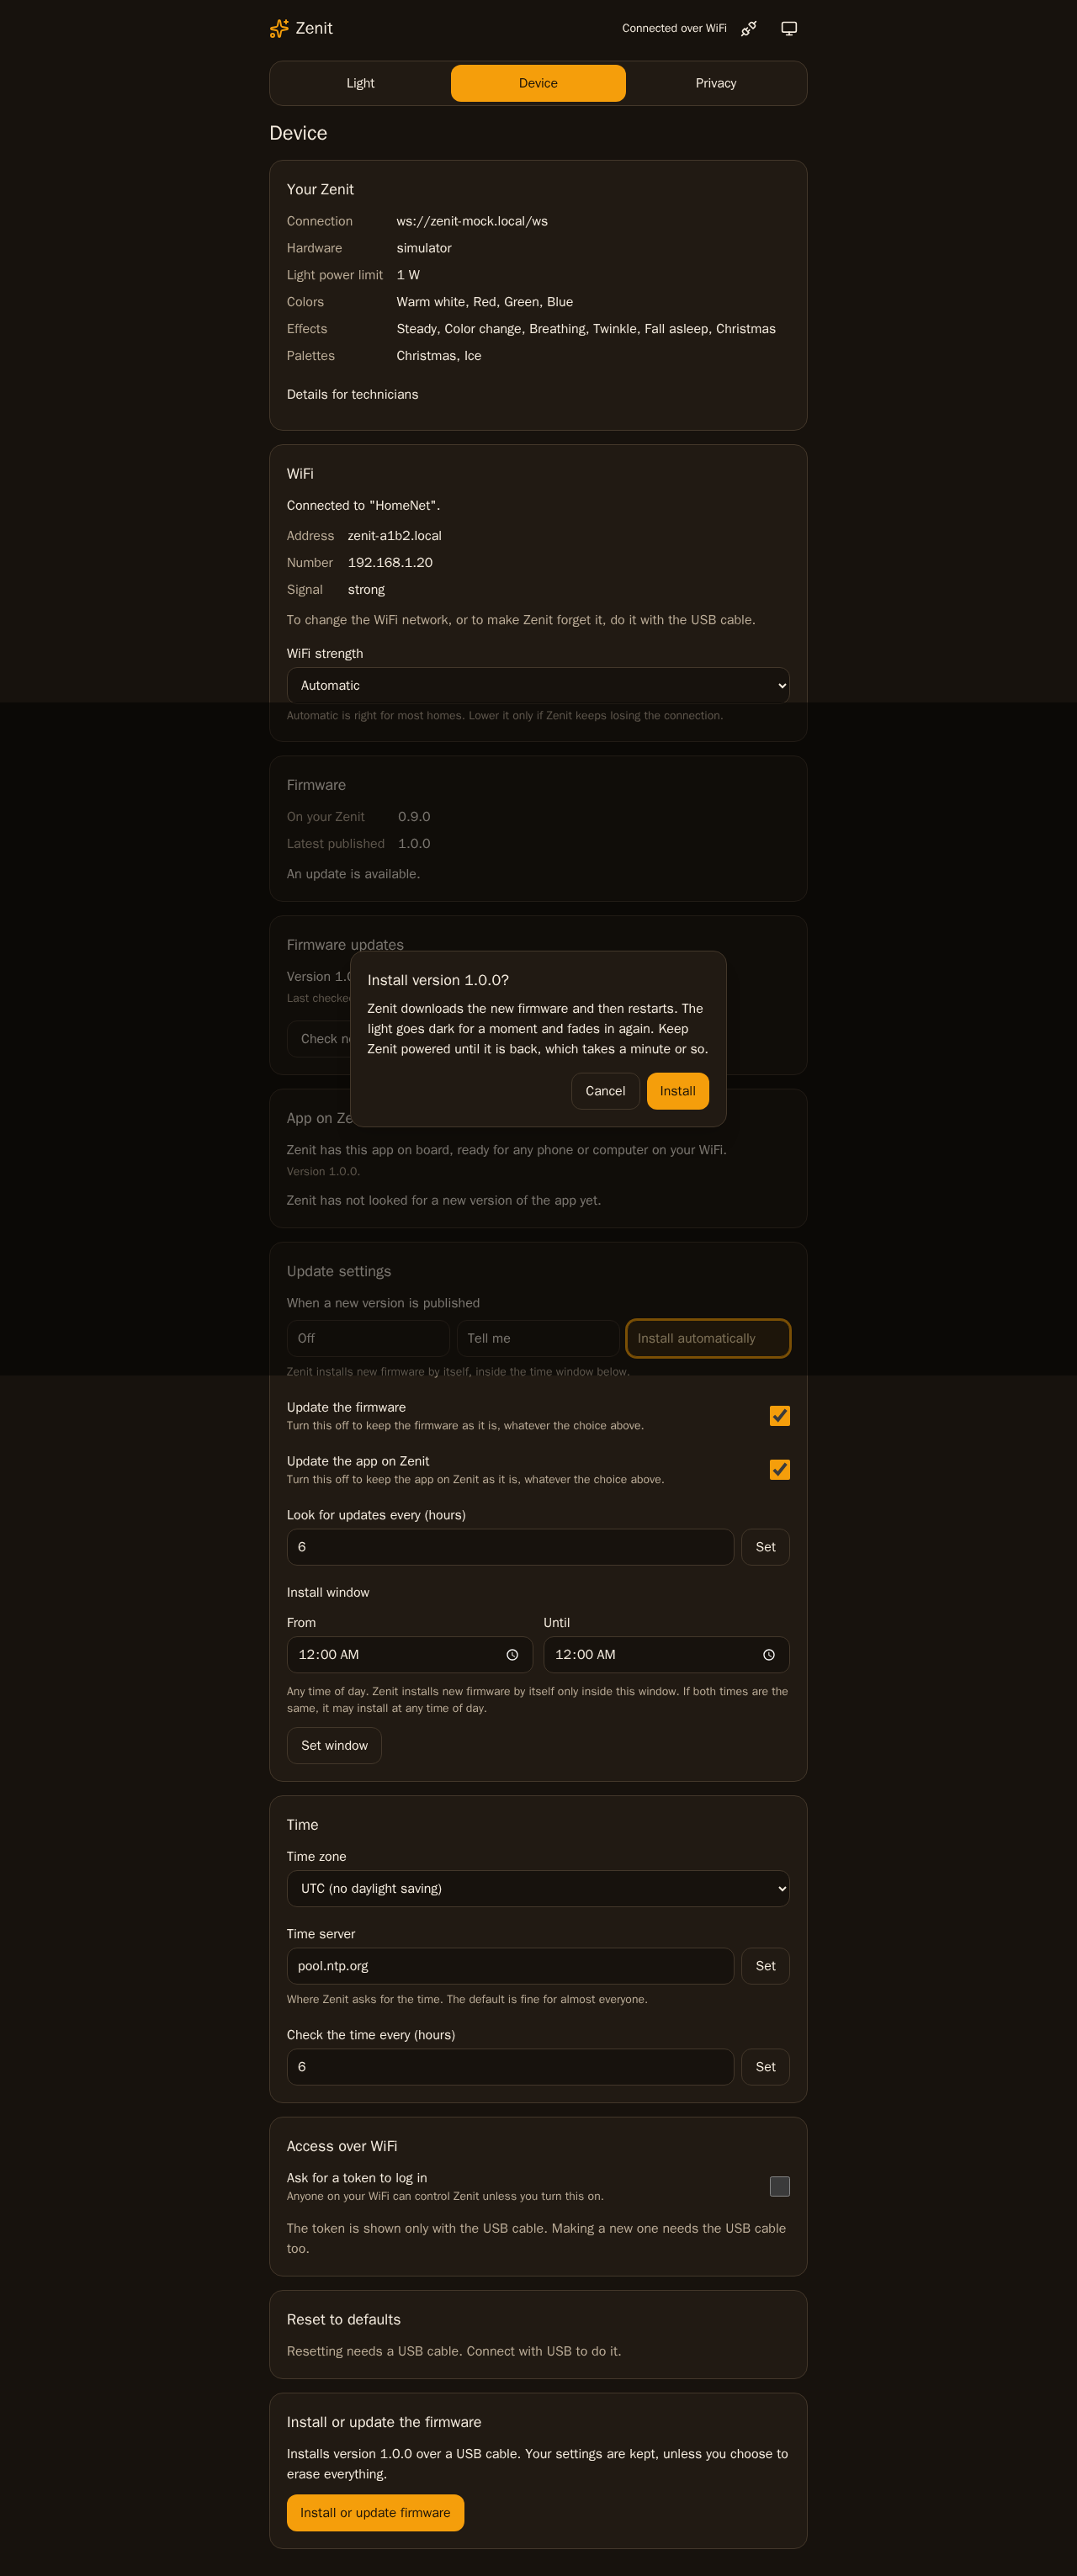 Zenit
Connected over WiFi
Light
Device
Privacy
Device
Your Zenit
Connection ws://zenit-mock.local/ws
Hardware simulator
Light power limit 1 W
Colors Warm white, Red, Green, Blue
Effects Steady, Color change, Breathing, Twinkle, Fall asleep, Christmas
Palettes Christmas, Ice
Details for technicians
WiFi
Connected to "HomeNet".
Address zenit-a1b2.local
Number 192.168.1.20
Signal strong
To change the WiFi network, or to make Zenit forget it, do it with the USB cable.
WiFi strength
Automatic
Automatic is right for most homes. Lower it only if Zenit keeps losing the connection.
Firmware
On your Zenit 0.9.0
Latest published 1.0.0
An update is available.
Firmware updates
Version 1.0
Last checked
Check
Install version 1.0.0?
Zenit downloads the new firmware and then restarts. The
light goes dark for a moment and fades in again. Keep
Zenit powered until it is back, which takes a minute or so.
Cancel
Install
App on
Zenit has this app on board, ready for any phone or computer on your WiFi.
Version 1.0.0.
Zenit has not looked for a new version of the app yet.
Update settings
When a new version is published
Off
Tell me
Install automatically
Zenit installs new firmware by itself, inside the time window below.
Update the firmware
Turn this off to keep the firmware as it is, whatever the choice above.
Update the app on Zenit
Turn this off to keep the app on Zenit as it is, whatever the choice above.
Look for updates every (hours)
6
Set
Install window
From
Until
12:00 AM
12:00 AM
Any time of day. Zenit installs new firmware by itself only inside this window. If both times are the
same, it may install at any time of day.
Set window
Time
Time zone
UTC (no daylight saving)
Time server
pool.ntp.org
Set
Where Zenit asks for the time. The default is fine for almost everyone.
Check the time every (hours)
6
Set
Access over WiFi
Ask for a token to log in
Anyone on your WiFi can control Zenit unless you turn this on.
The token is shown only with the USB cable. Making a new one needs the USB cable
too.
Reset to defaults
Resetting needs a USB cable. Connect with USB to do it.
Install or update the firmware
Installs version 1.0.0 over a USB cable. Your settings are kept, unless you choose to
erase everything.
Install or update firmware